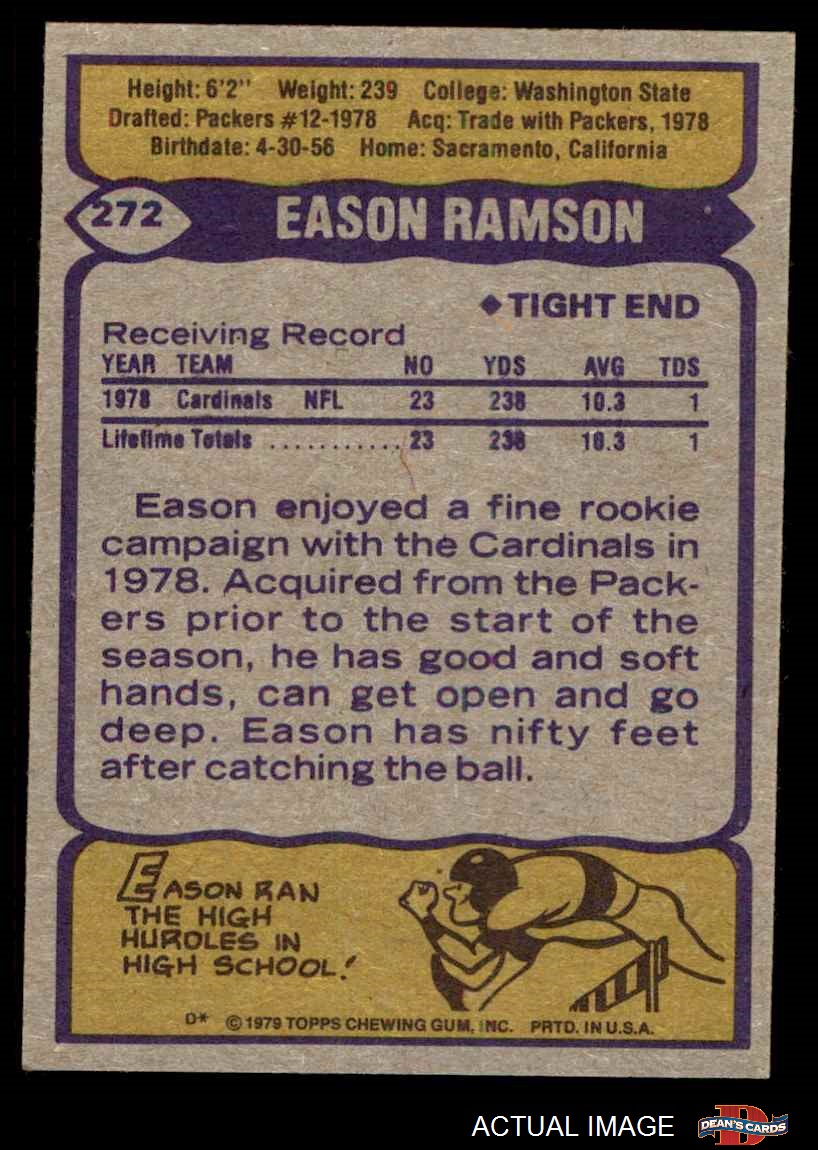 Height: 6'2" Weight: 239 College: Washington State
Drafted: Packers #12-1978 Acq: Trade with Packers, 1978
Birthdate: 4-30-56 Home: Sacramento, California
272 EASON RAMSON
◆TIGHT END
Receiving Record
YEAR TEAM NO YDS AVG TDS
1978 Cardinals NFL 23 238 10.3 1
Lifetime Totals ........... 23 238 10.3 1
Eason enjoyed a fine rookie
campaign with the Cardinals in
1978. Acquired from the Pack-
ers prior to the start of the
season, he has good and soft
hands, can get open and go
deep. Eason has nifty feet
after catching the ball.
EASON RAN
THE HIGH
HURDLES IN
HIGH SCHOOL!
D* © 1979 TOPPS CHEWING GUM, INC. PRTD. IN U.S.A.
ACTUAL IMAGE D DEAN'S CARDS